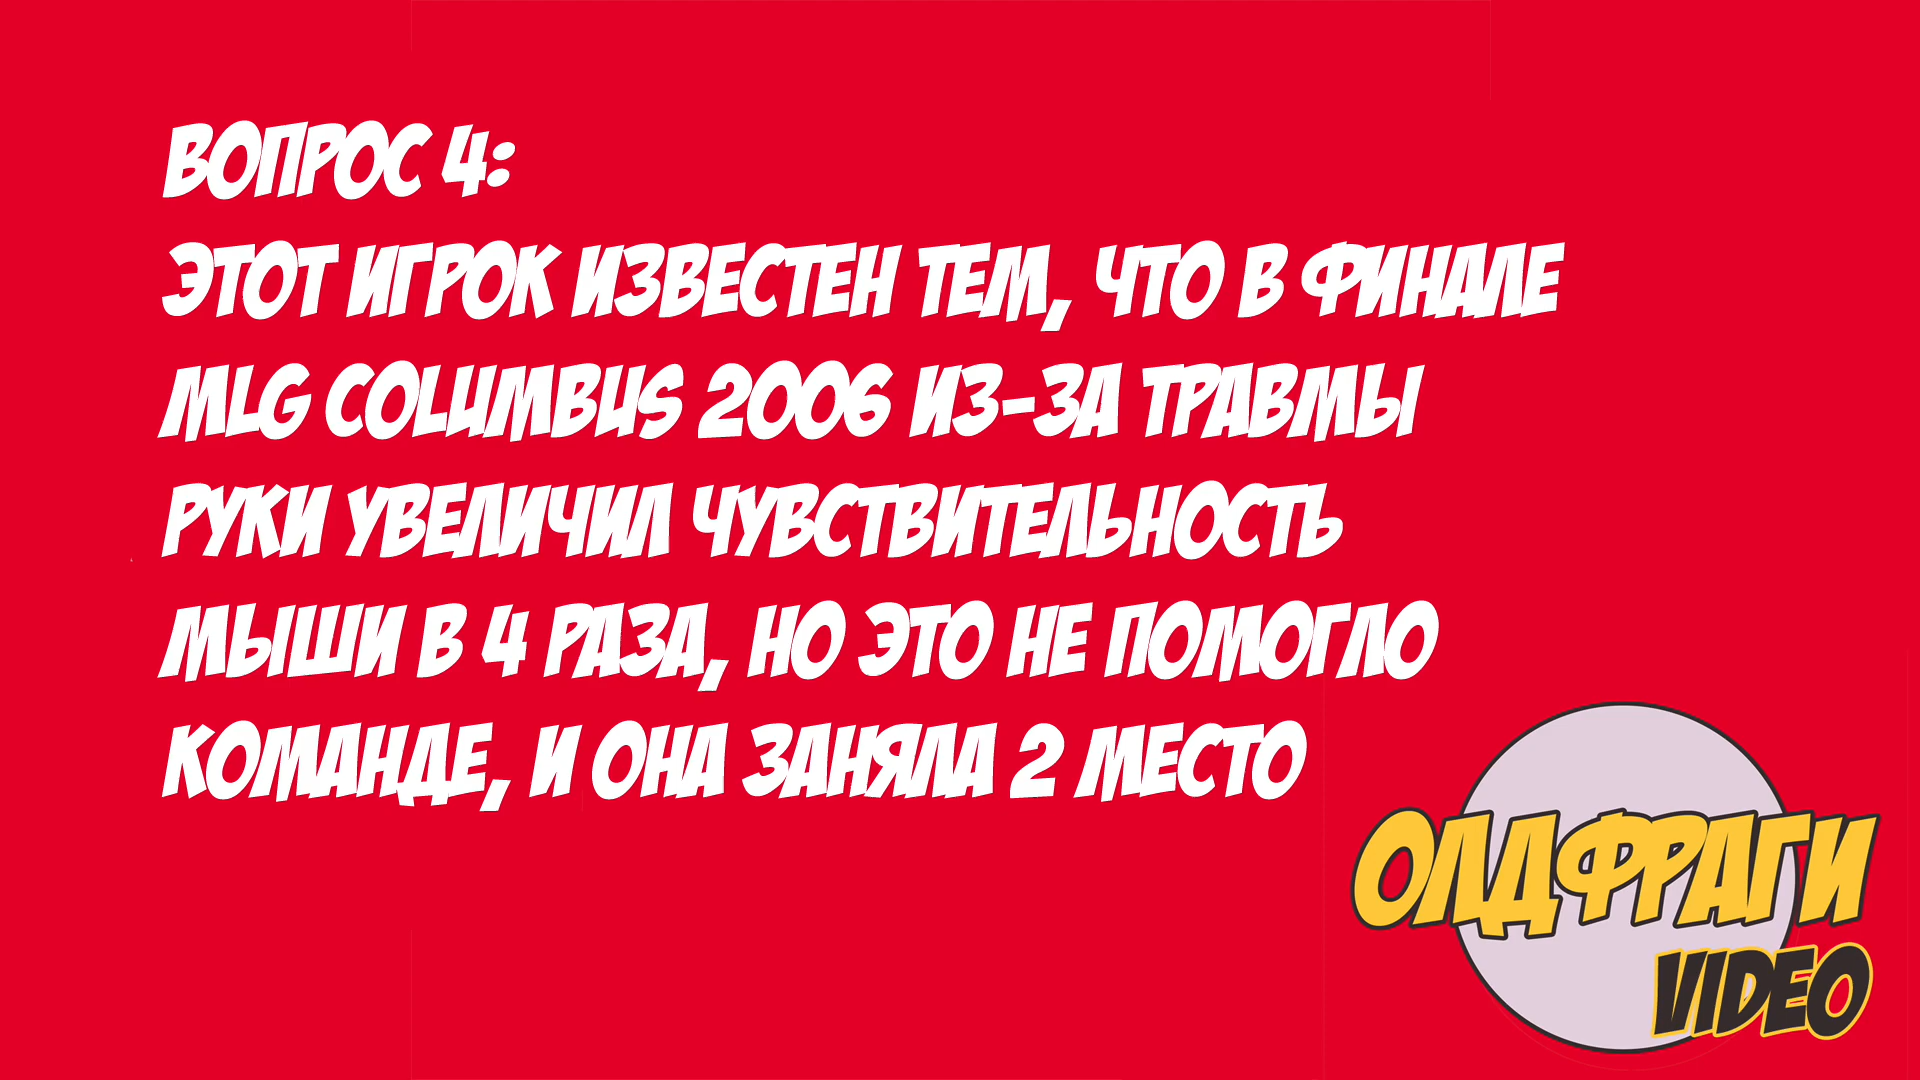 ВОПРОС 4:
ЭТОТ ИГРОК ИЗВЕСТЕН ТЕМ, ЧТО В ФИНАЛЕ
MLG COLUMBUS 2006 ИЗ-ЗА ТРАВМЫ
РУКИ УВЕЛИЧИЛ ЧУВСТВИТЕЛЬНОСТЬ
МЫШИ В 4 РАЗА, НО ЭТО НЕ ПОМОГЛО
КОМАНДЕ, И ОНА ЗАНЯЛА 2 МЕСТО
ОЛДФРАГИ
VIDEO